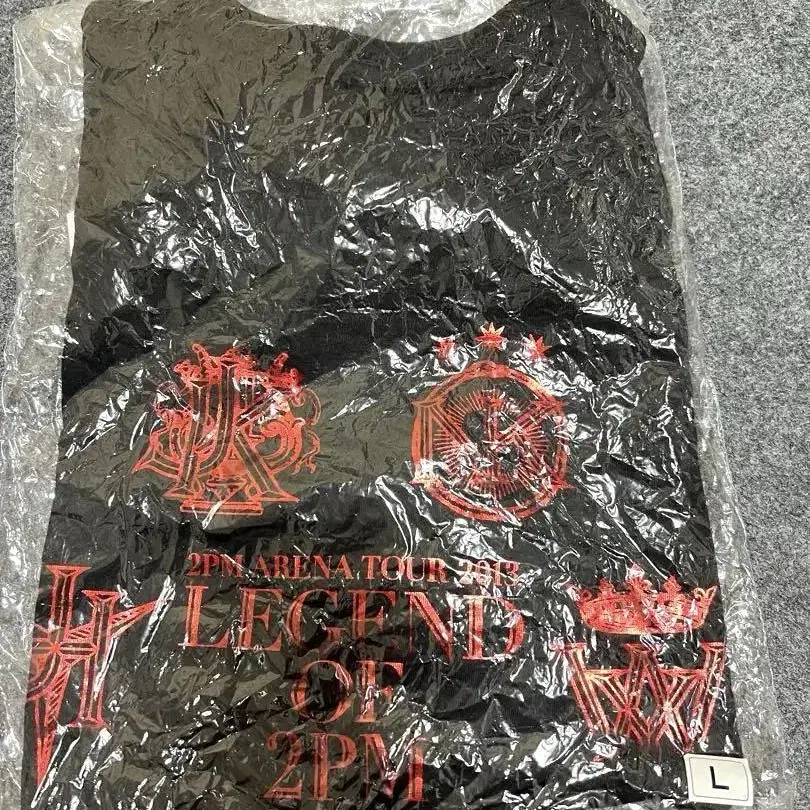 2PM ARENA TOUR 2013
LEGEND
OF
2PM
L